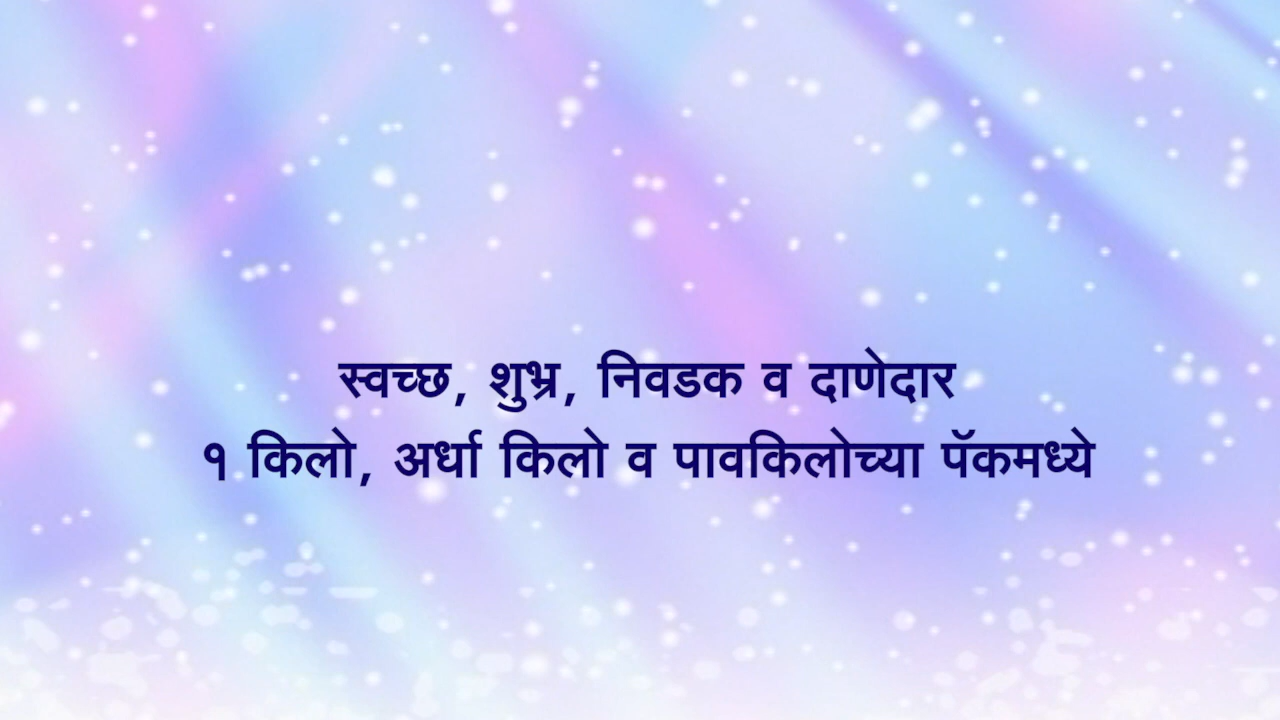 स्वच्छ, शुभ्र, निवडक व दाणेदार
१ किलो, अर्धा किलो व पावकिलोच्या पॅकमध्ये